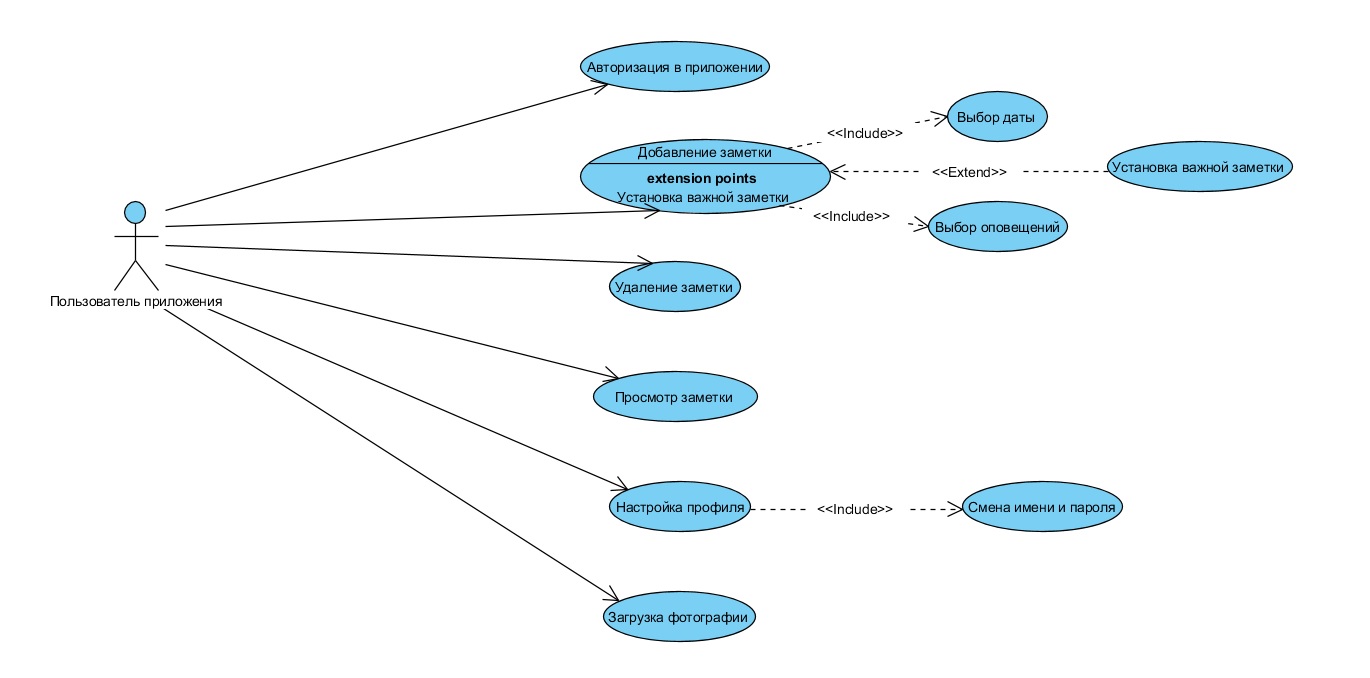 Авторизация в приложении
Выбор даты
<<Include>>
Добавление заметки
extension points
Установка важной заметки
<<Extend>>
Установка важной заметки
<<Include>>
Выбор оповещений
Удаление заметки
Пользователь приложения
Просмотр заметки
Настройка профиля
<<Include>>
Смена имени и пароля
Загрузка фотографии